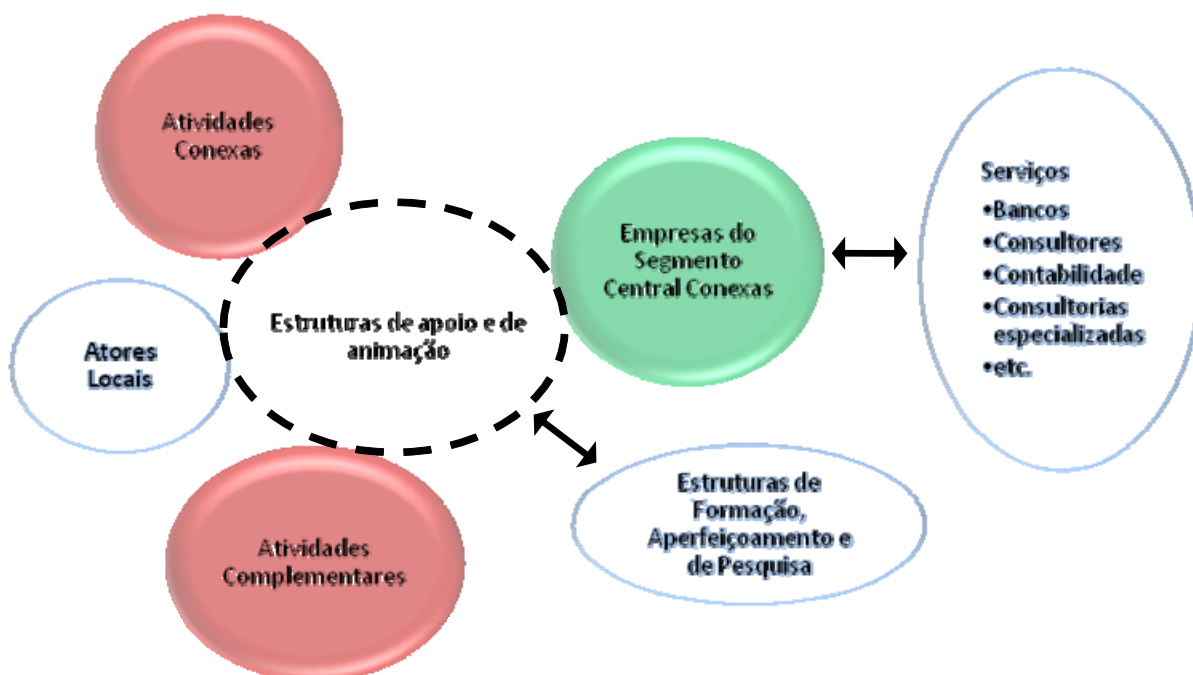 Atividades
Conexas
Empresas do
Segmento
Central Conexas
Serviços
•Bancos
•Consultores
•Contabilidade
•Consultorias
especializadas
•etc.
Estruturas de apoio e de
animação
Atores
Locais
Estruturas de
Formação,
Aperfeiçoamento e
de Pesquisa
Atividades
Complementares